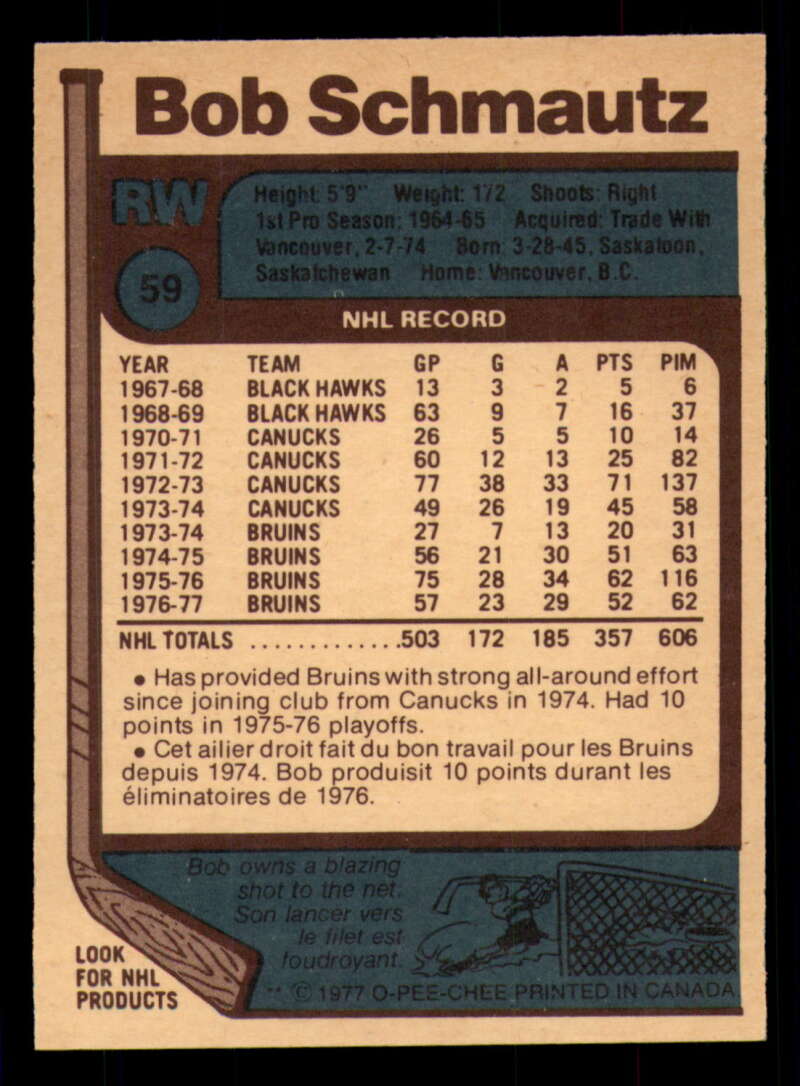 Bob Schmautz
RW
Height: 5'9" Weight: 172 Shoots: Right
1st Pro Season: 1964-65 Acquired: Trade With
Vancouver, 2-7-74 Born: 3-28-45, Saskatoon,
Saskatchewan Home: Vancouver, B.C.
59
NHL RECORD
YEAR TEAM GP G A PTS PIM
1967-68 BLACK HAWKS 13 3 2 5 6
1968-69 BLACK HAWKS 63 9 7 16 37
1970-71 CANUCKS 26 5 5 10 14
1971-72 CANUCKS 60 12 13 25 82
1972-73 CANUCKS 77 38 33 71 137
1973-74 CANUCKS 49 26 19 45 58
1973-74 BRUINS 27 7 13 20 31
1974-75 BRUINS 56 21 30 51 63
1975-76 BRUINS 75 28 34 62 116
1976-77 BRUINS 57 23 29 52 62
NHL TOTALS ..............503 172 185 357 606
• Has provided Bruins with strong all-around effort
since joining club from Canucks in 1974. Had 10
points in 1975-76 playoffs.
• Cet ailier droit fait du bon travail pour les Bruins
depuis 1974. Bob produisit 10 points durant les
éliminatoires de 1976.
Bob owns a blazing
shot to the net.
Son lancer vers
le filet est
foudroyant.
LOOK
FOR NHL
PRODUCTS
** © 1977 O-PEE-CHEE PRINTED IN CANADA